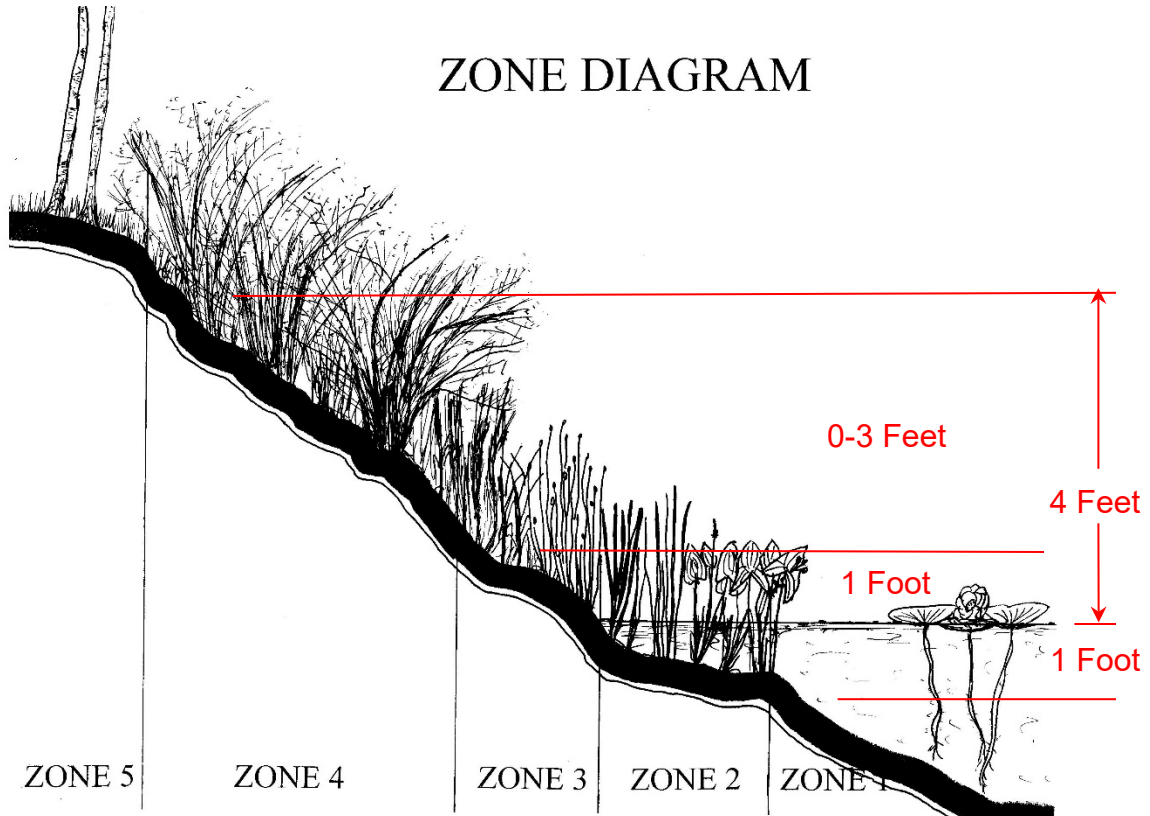 ZONE DIAGRAM
0-3 Feet
4 Feet
1 Foot
1 Foot
ZONE 5
ZONE 4
ZONE 3
ZONE 2
ZONE 1